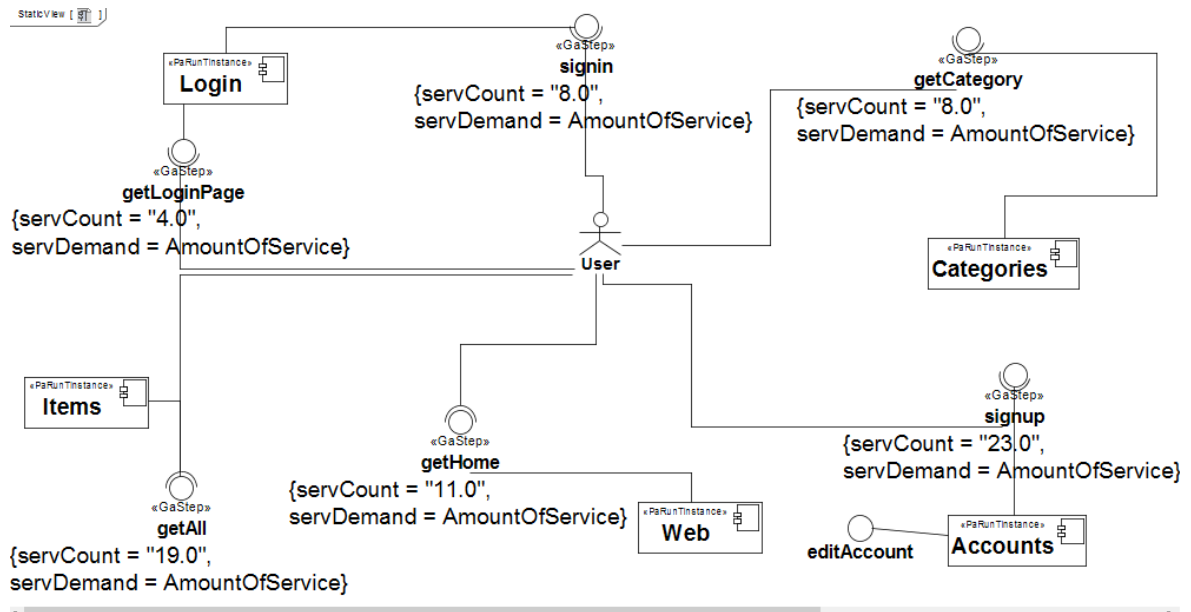 StaticView [ ]
«GaStep»
signin
{servCount = "8.0",
servDemand = AmountOfService}
«PaRunTInstance»
Login
«GaStep»
getCategory
{servCount = "8.0",
servDemand = AmountOfService}
«GaStep»
getLoginPage
{servCount = "4.0",
servDemand = AmountOfService}
User
«PaRunTInstance»
Categories
«PaRunTInstance»
Items
«GaStep»
signup
{servCount = "23.0",
servDemand = AmountOfService}
«GaStep»
getHome
{servCount = "11.0",
servDemand = AmountOfService}
«GaStep»
getAll
{servCount = "19.0",
servDemand = AmountOfService}
«PaRunTInstance»
Web
editAccount
«PaRunTInstance»
Accounts